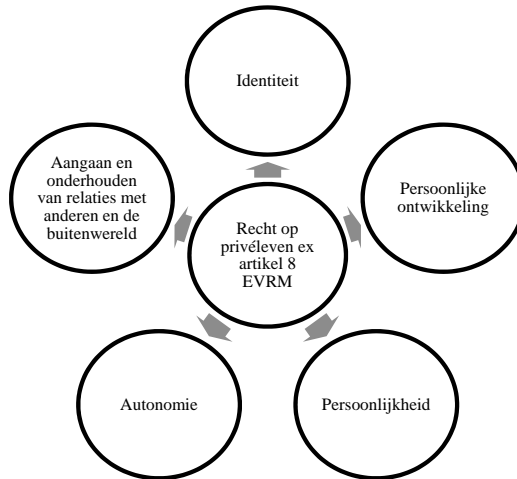 Identiteit
Aangaan en
onderhouden
van relaties met
anderen en de
buitenwereld
Persoonlijke
ontwikkeling
Recht op
privéleven ex
artikel 8
EVRM
Autonomie
Persoonlijkheid